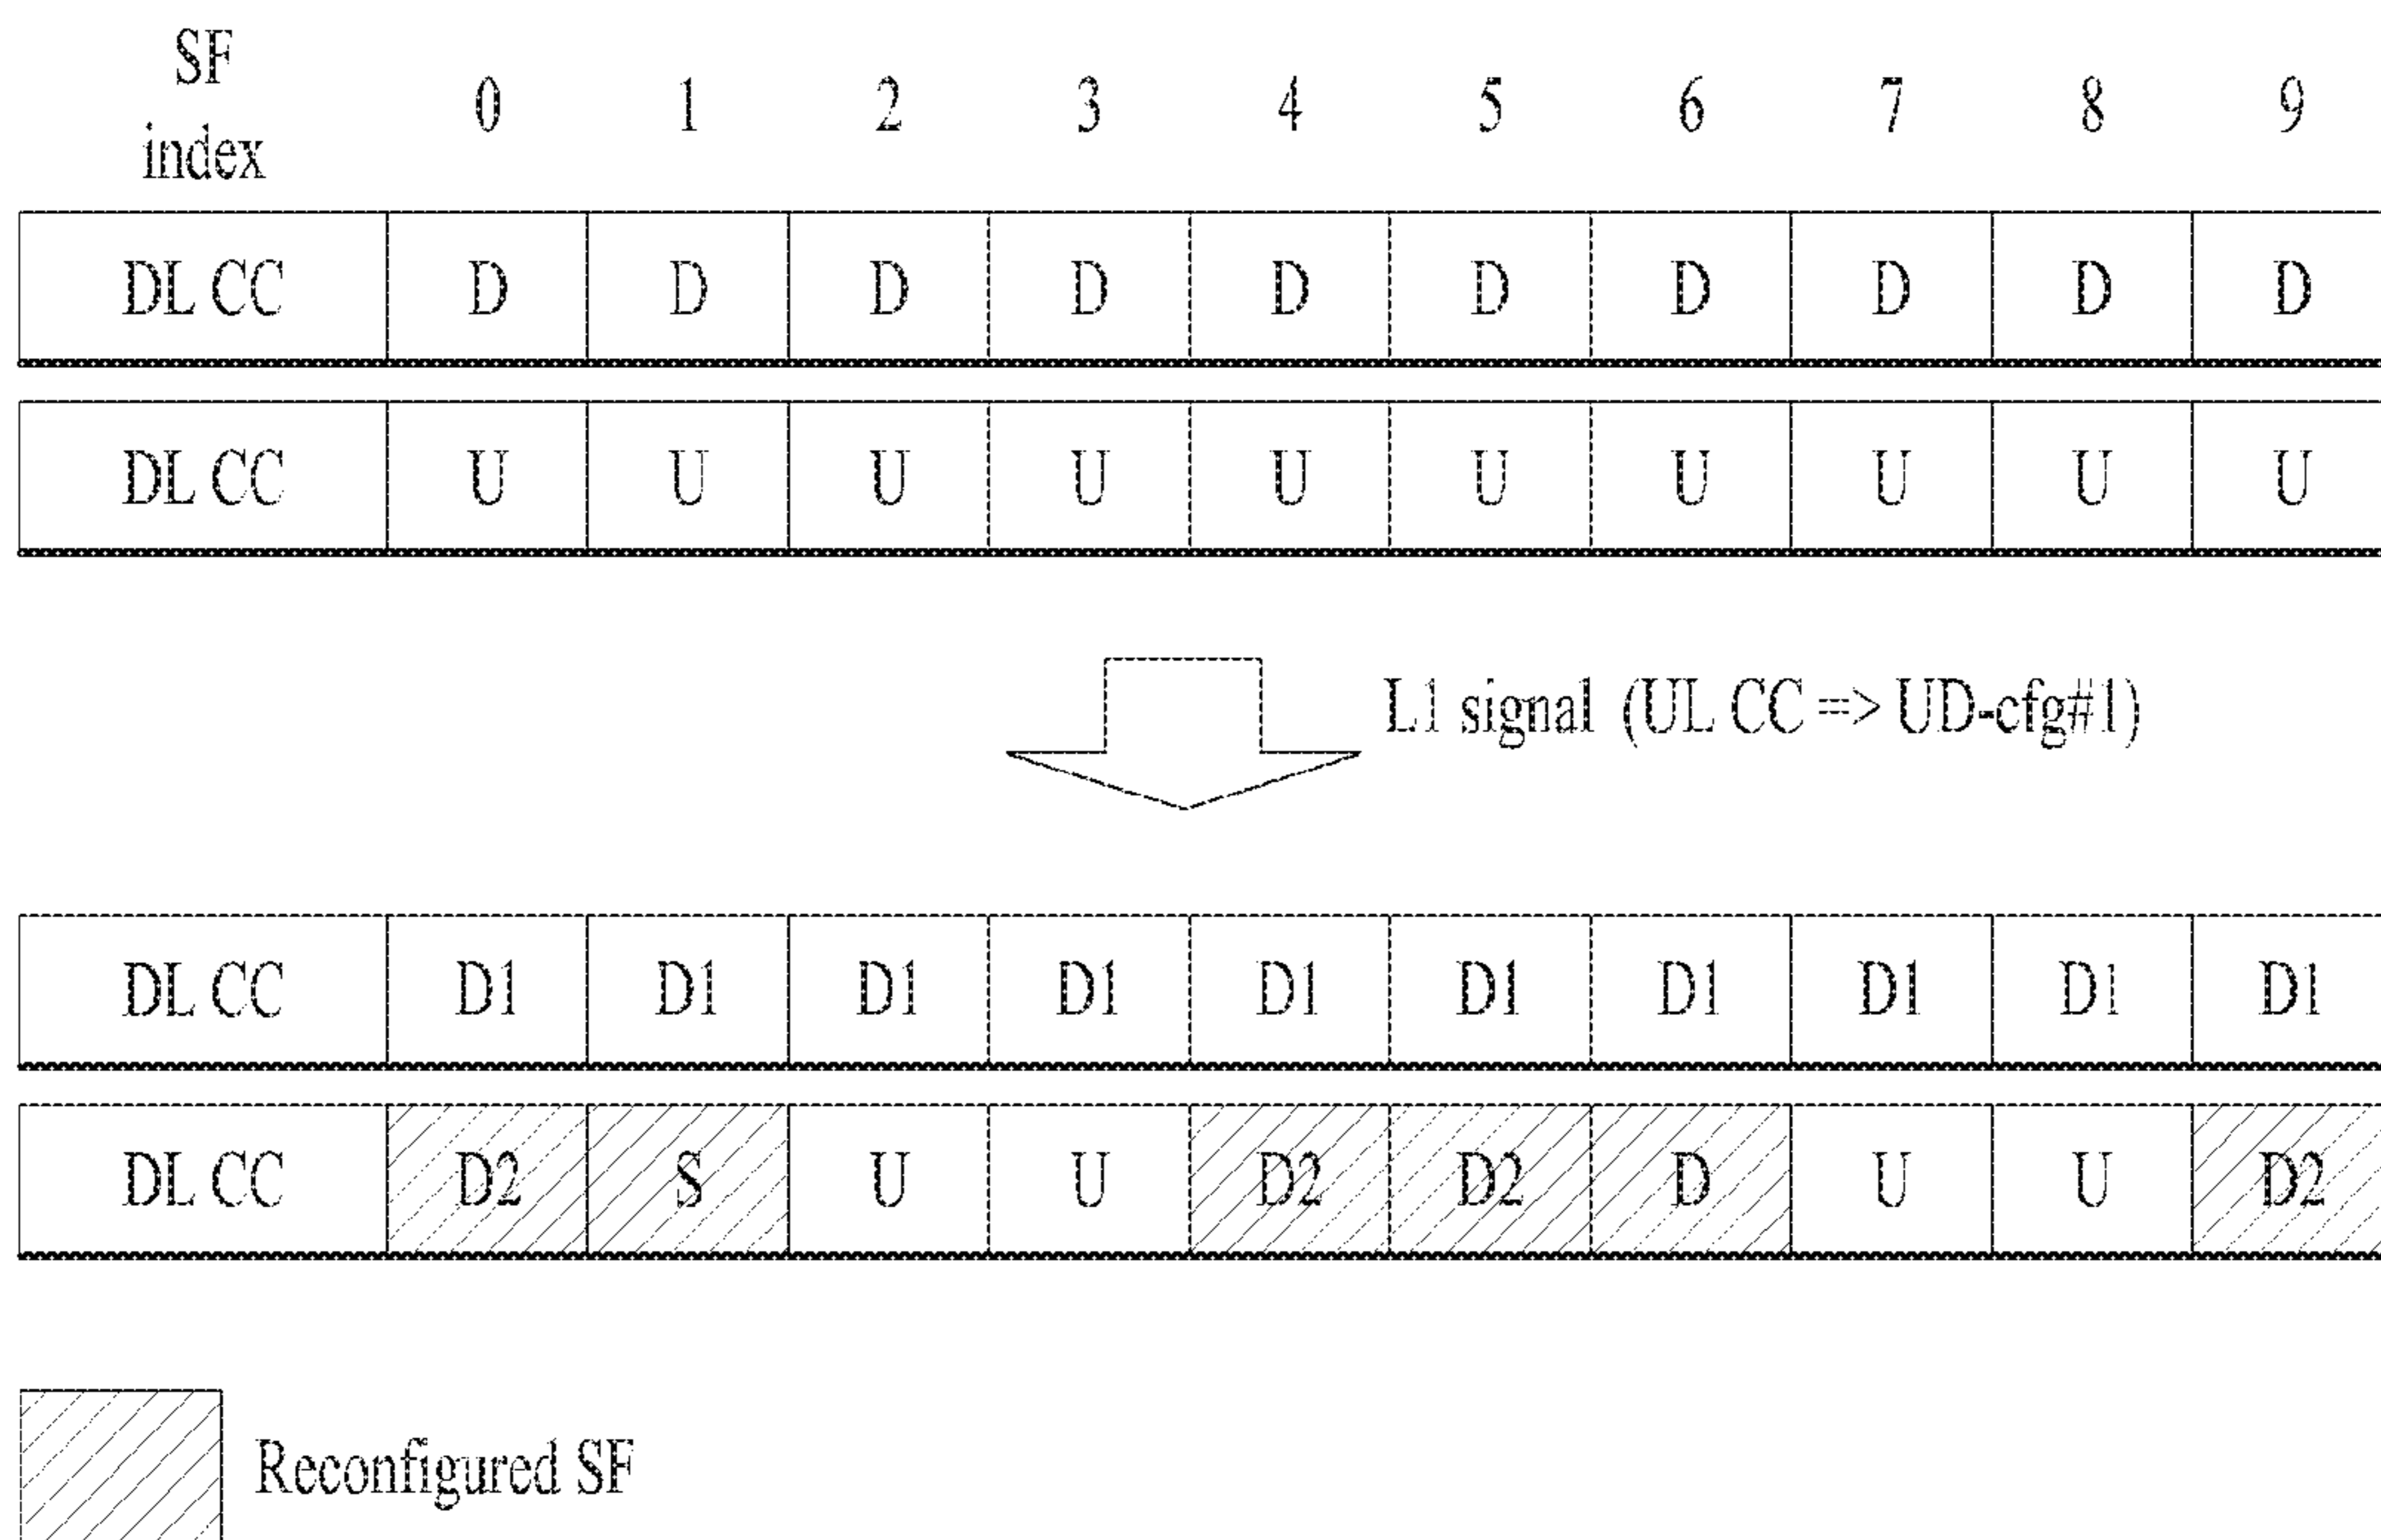 SF
index 0 1 2 3 4 5 6 7 8 9
DL CC D D D D D D D D D D
DL CC U U U U U U U U U U
L1 signal (UL CC => UD-cfg#1)
DL CC D1 D1 D1 D1 D1 D1 D1 D1 D1 D1
DL CC D2 S U U D2 D2 D U U D2
Reconfigured SF